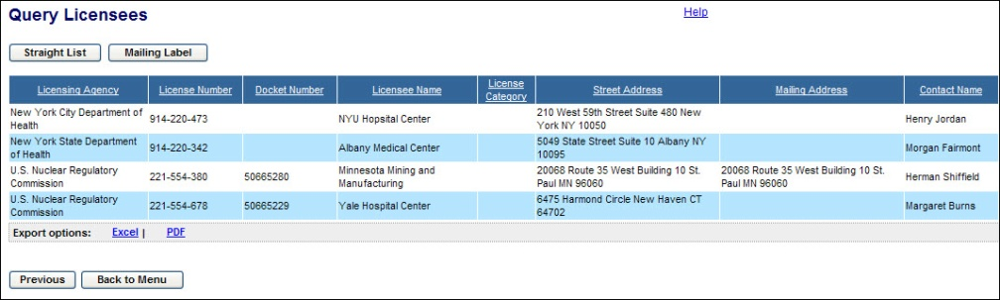 Query Licensees
Help
Straight List
Mailing Label
Licensing Agency License Number Docket Number Licensee Name License Category Street Address Mailing Address Contact Name
New York City Department of Health 914-220-473 NYU Hopsital Center 210 West 59th Street Suite 480 New York NY 10050 Henry Jordan
New York State Department of Health 914-220-342 Albany Medical Center 5049 State Street Suite 10 Albany NY 10095 Morgan Fairmont
U.S. Nuclear Regulatory Commission 221-554-380 50665280 Minnesota Mining and Manufacturing 20068 Route 35 West Building 10 St. Paul MN 96060 20068 Route 35 West Building 10 St. Paul MN 96060 Herman Shiffield
U.S. Nuclear Regulatory Commission 221-554-678 50665229 Yale Hospital Center 6475 Harmond Circle New Haven CT 64702 Margaret Burns
Export options: Excel | PDF
Previous
Back to Menu